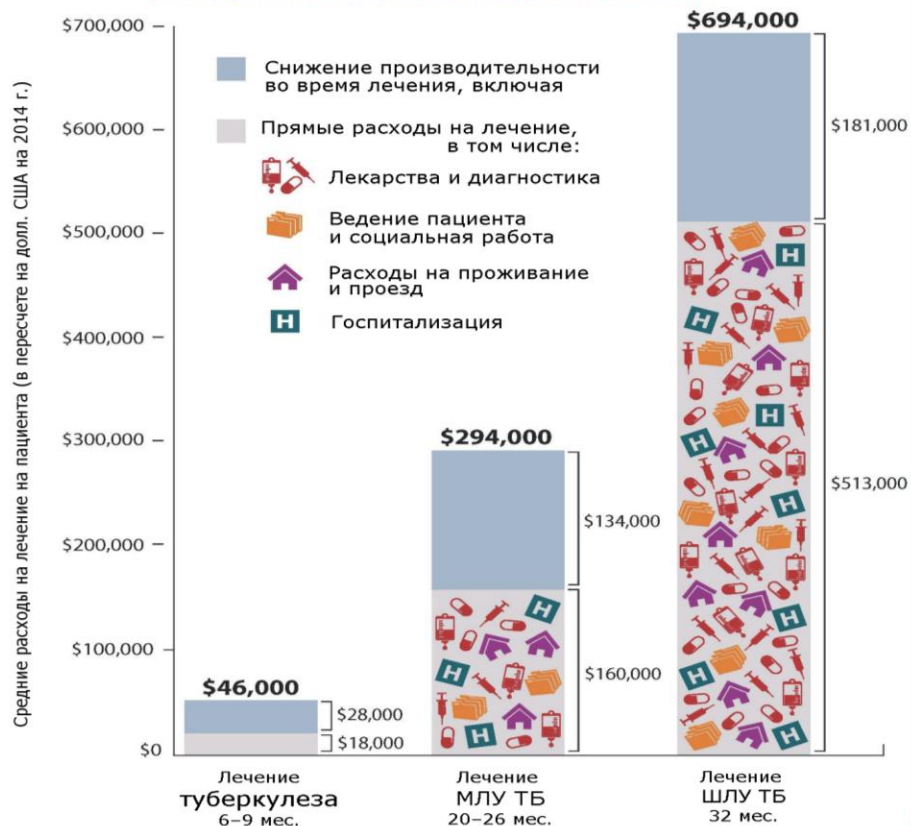 Средние расходы на лечение на пациента (в пересчете на долл. США на 2014 г.)
$700,000
$600,000
$500,000
$400,000
$300,000
$200,000
$100,000
$0
Снижение производительности
во время лечения, включая
Прямые расходы на лечение,
в том числе:
Лекарства и диагностика
Ведение пациента
и социальная работа
Расходы на проживание
и проезд
H Госпитализация
$46,000
$28,000
$18,000
$294,000
$134,000
$160,000
$694,000
$181,000
$513,000
Лечение
туберкулеза
6–9 мес.
Лечение
МЛУ ТБ
20–26 мес.
Лечение
ШЛУ ТБ
32 мес.